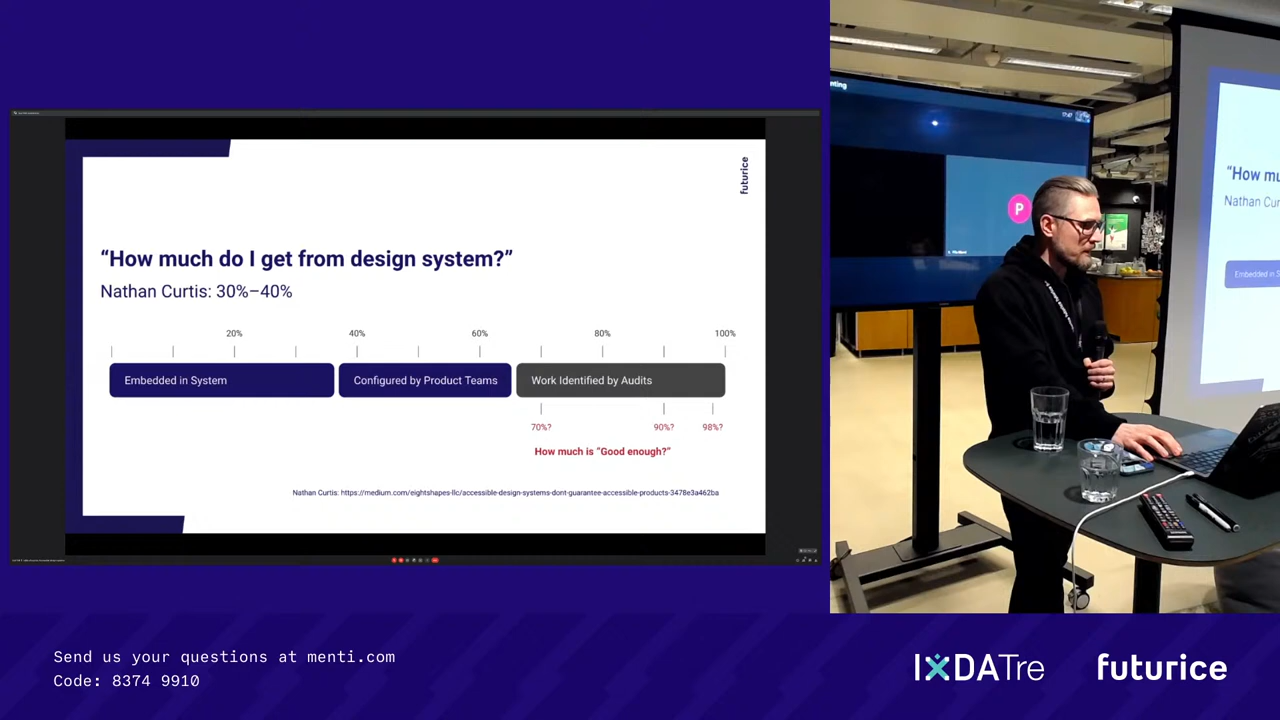 futurice
“How much do I get from design system?”
Nathan Curtis: 30%–40%
20% 40% 60% 80% 100%
Embedded in System
Configured by Product Teams
Work Identified by Audits
70%? 90%? 98%?
How much is “Good enough?”
Nathan Curtis: https://medium.com/eightshapes-llc/accessible-design-systems-dont-guarantee-accessible-products-3478e3a462ba
P
“How mu
Nathan Cur
Embedded in S
Send us your questions at menti.com
Code: 8374 9910
IXDATre
futurice